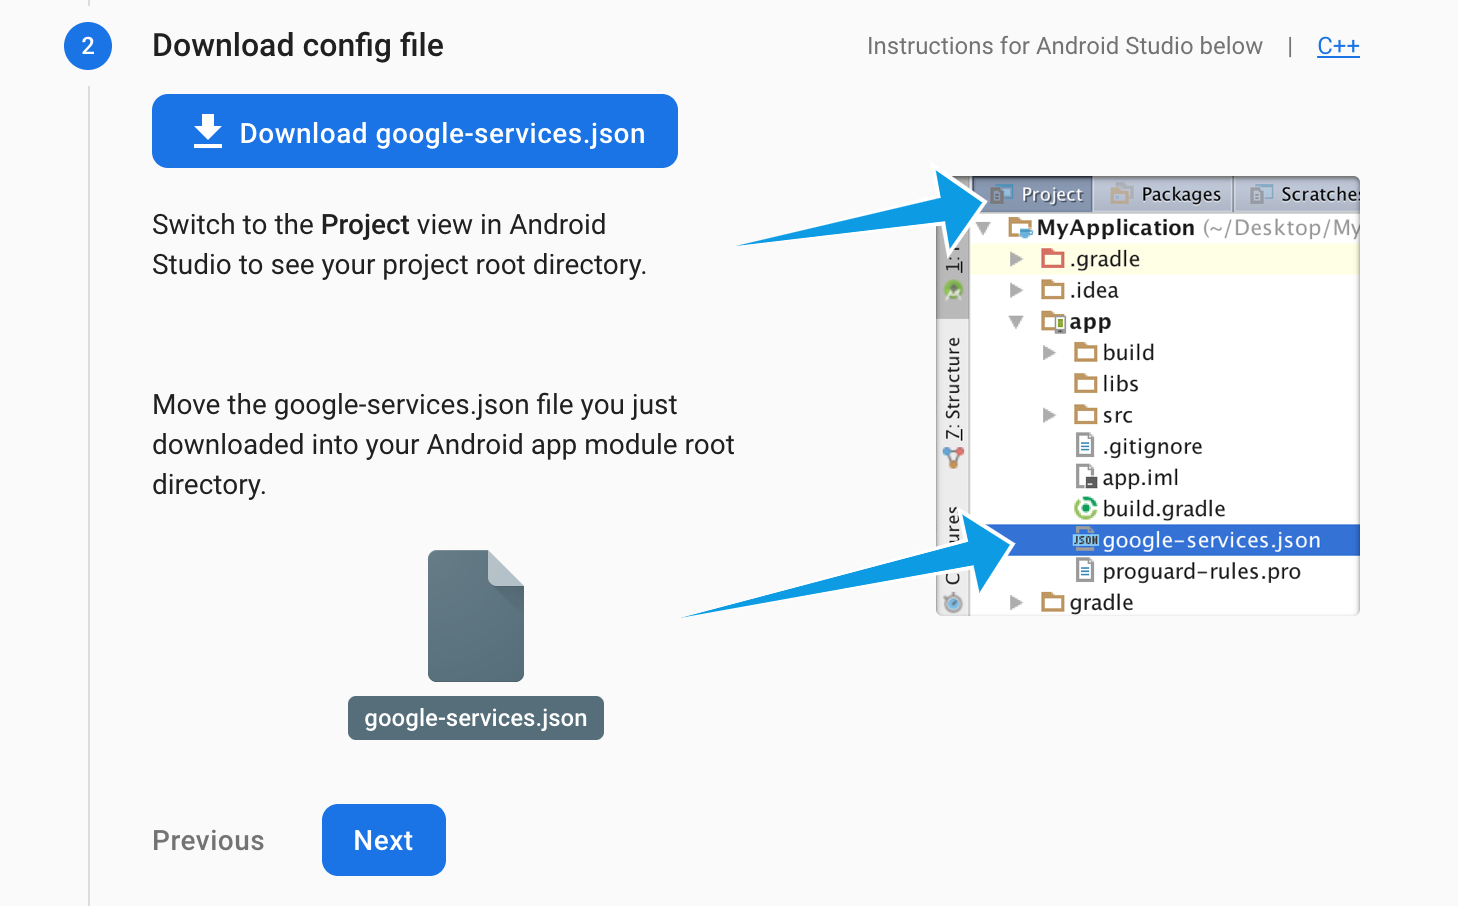 2
Download config file
Instructions for Android Studio below | C++
Download google-services.json
Switch to the Project view in Android
Studio to see your project root directory.
Move the google-services.json file you just
downloaded into your Android app module root
directory.
google-services.json
Project
Packages
MyApplication (~/Desktop/My
.gradle
.idea
app
build
libs
src
.gitignore
app.iml
build.gradle
JSON google-services.json
proguard-rules.pro
gradle
1:
Z: Structure
Previous
Next